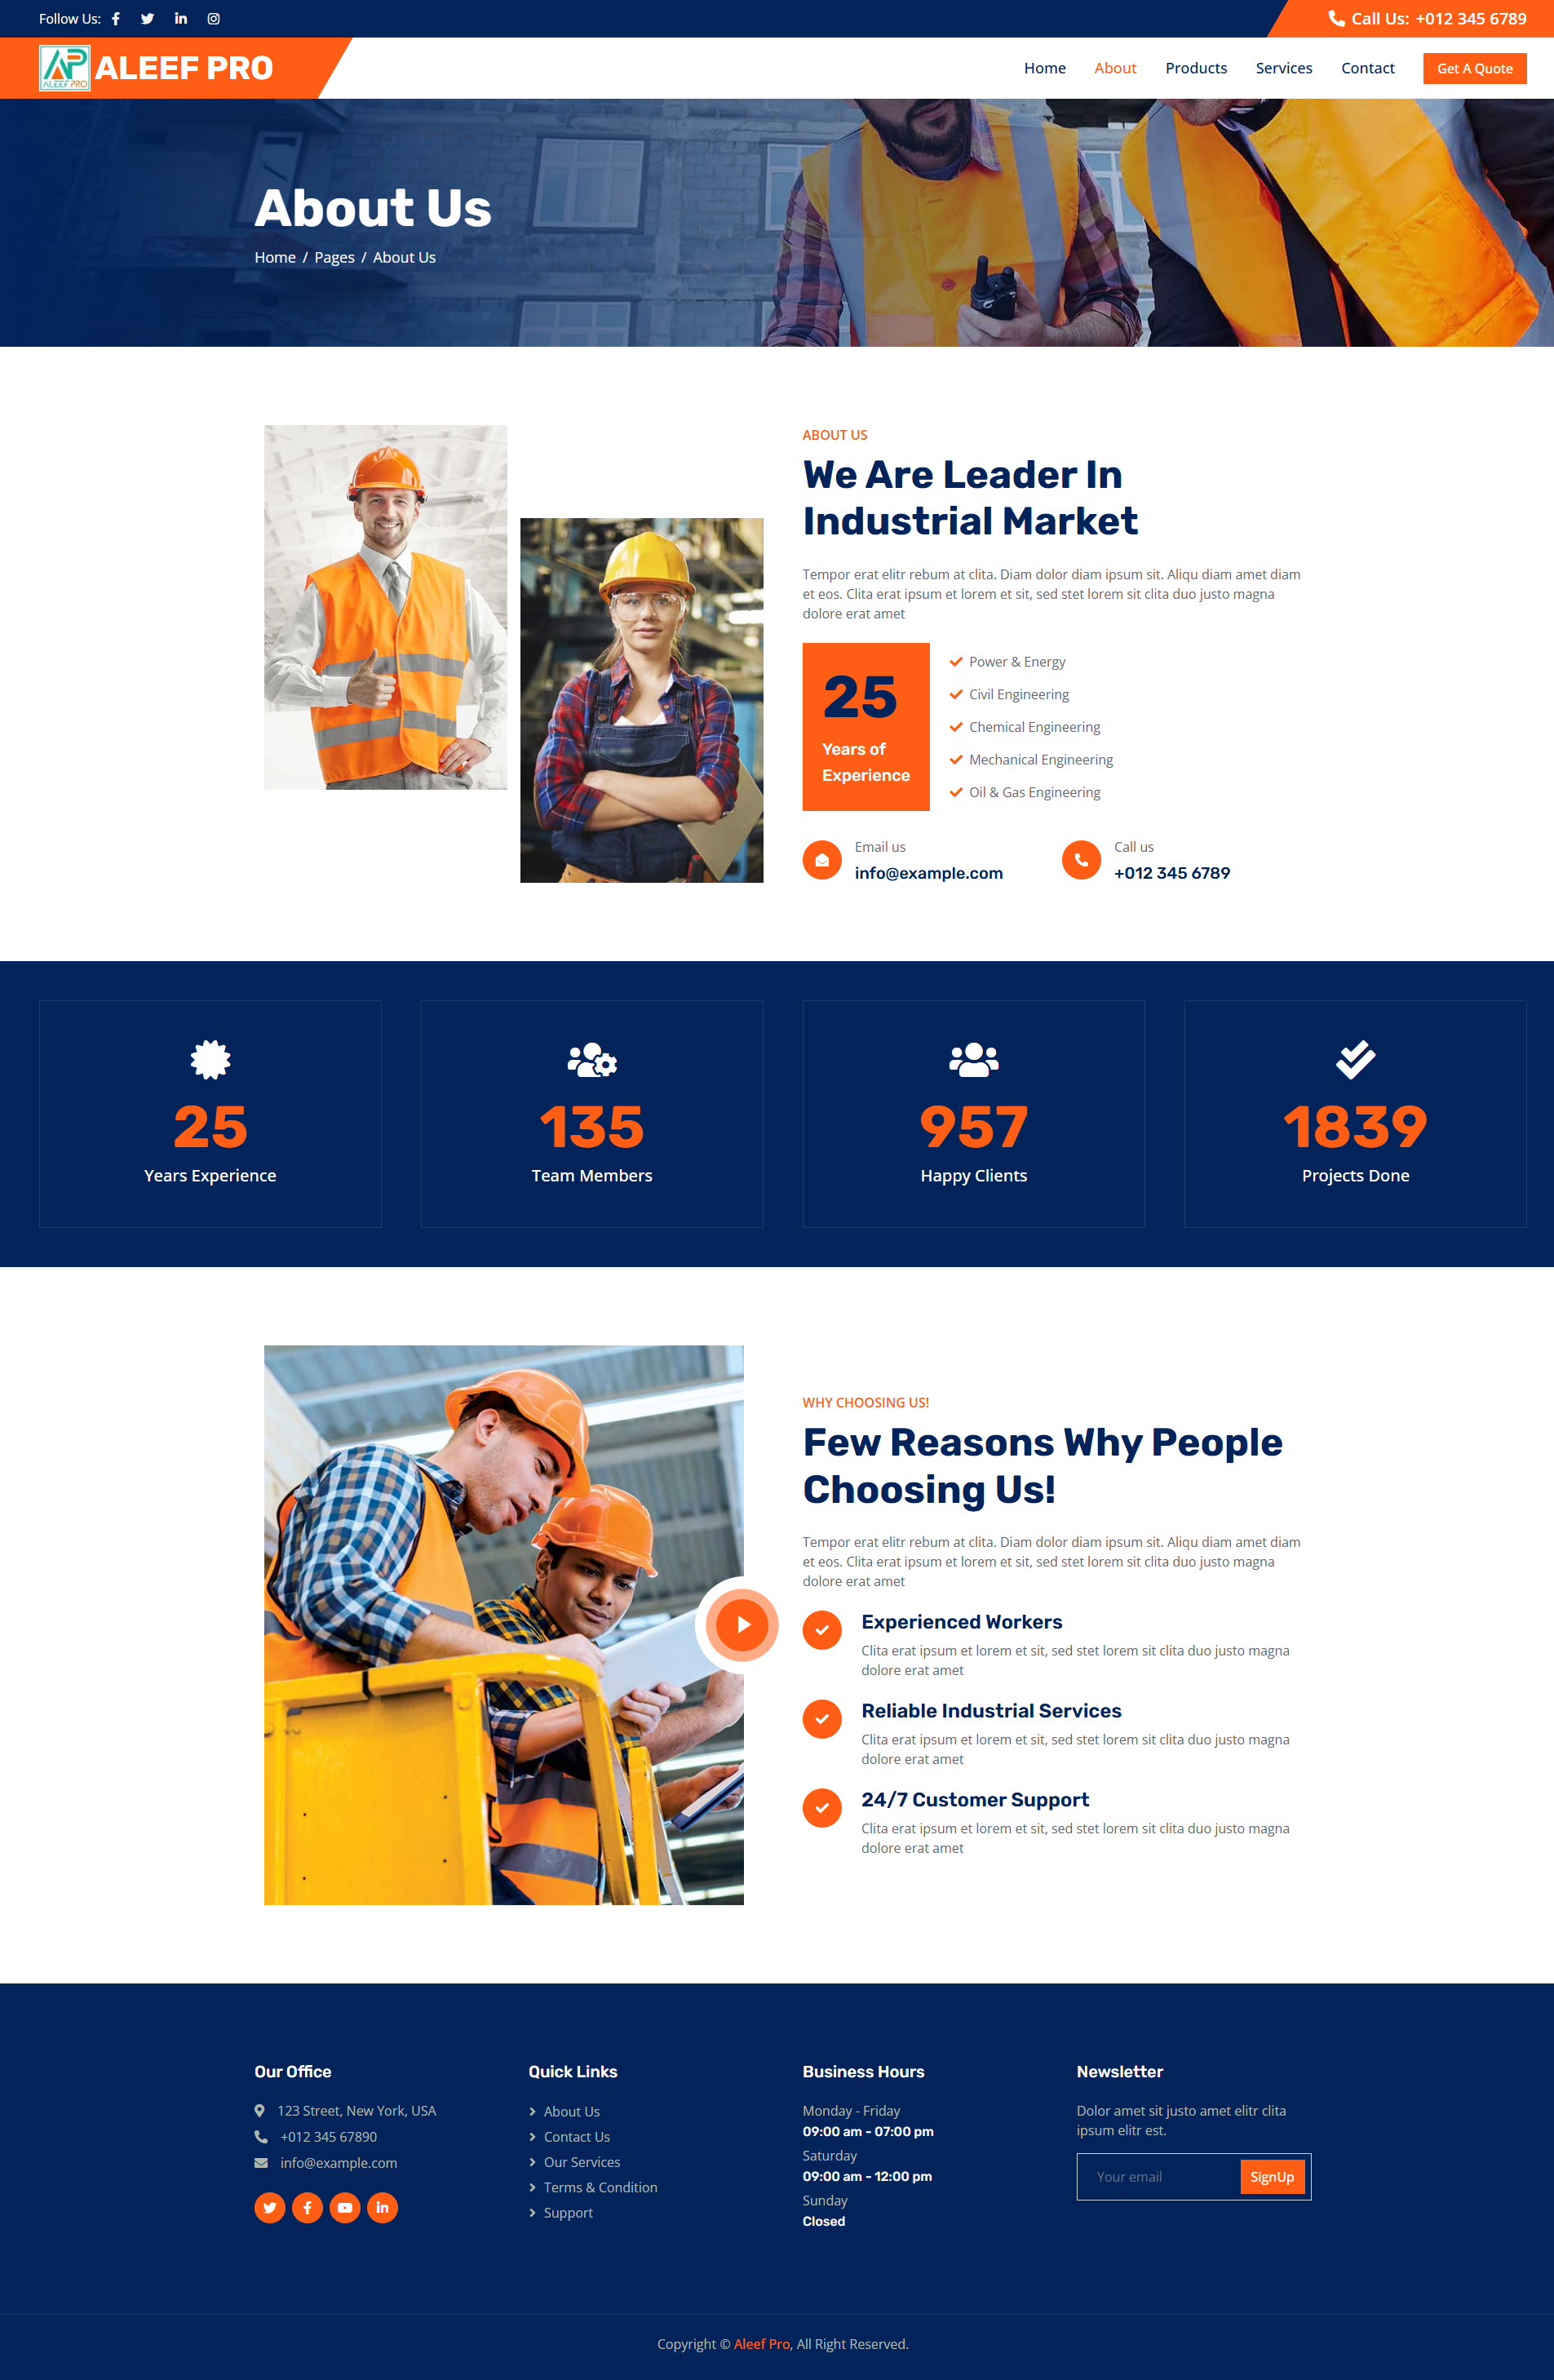 Follow Us:
Call Us: +012 345 6789
AP
ALEEF PRO
ALEEF PRO
Home
About
Products
Services
Contact
Get A Quote
About Us
Home / Pages / About Us
ABOUT US
We Are Leader In
Industrial Market
Tempor erat elitr rebum at clita. Diam dolor diam ipsum sit. Aliqu diam amet diam
et eos. Clita erat ipsum et lorem et sit, sed stet lorem sit clita duo justo magna
dolore erat amet
25
Years of
Experience
Power & Energy
Civil Engineering
Chemical Engineering
Mechanical Engineering
Oil & Gas Engineering
Email us
info@example.com
Call us
+012 345 6789
25
Years Experience
135
Team Members
957
Happy Clients
1839
Projects Done
WHY CHOOSING US!
Few Reasons Why People
Choosing Us!
Tempor erat elitr rebum at clita. Diam dolor diam ipsum sit. Aliqu diam amet diam
et eos. Clita erat ipsum et lorem et sit, sed stet lorem sit clita duo justo magna
dolore erat amet
Experienced Workers
Clita erat ipsum et lorem et sit, sed stet lorem sit clita duo justo magna
dolore erat amet
Reliable Industrial Services
Clita erat ipsum et lorem et sit, sed stet lorem sit clita duo justo magna
dolore erat amet
24/7 Customer Support
Clita erat ipsum et lorem et sit, sed stet lorem sit clita duo justo magna
dolore erat amet
Our Office
123 Street, New York, USA
+012 345 67890
info@example.com
Quick Links
About Us
Contact Us
Our Services
Terms & Condition
Support
Business Hours
Monday - Friday
09:00 am - 07:00 pm
Saturday
09:00 am - 12:00 pm
Sunday
Closed
Newsletter
Dolor amet sit justo amet elitr clita
ipsum elitr est.
Your email
SignUp
Copyright © Aleef Pro, All Right Reserved.